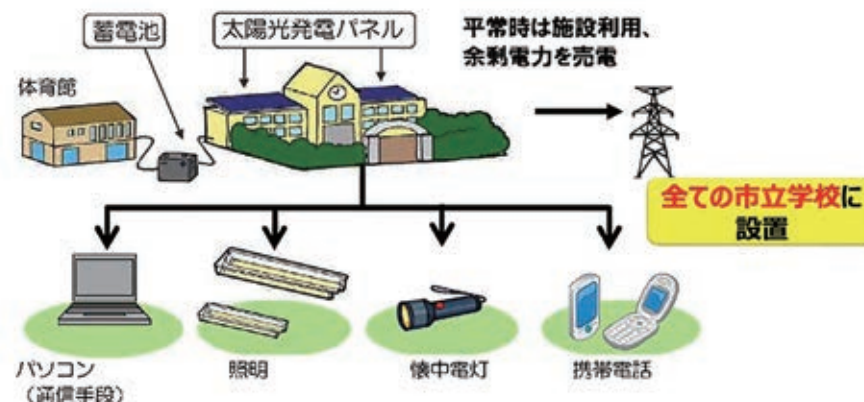 蓄電池
太陽光発電パネル
平常時は施設利用、
余剰電力を売電
体育館
全ての市立学校に
設置
パソコン
(通信手段)
照明
懐中電灯
携帯電話